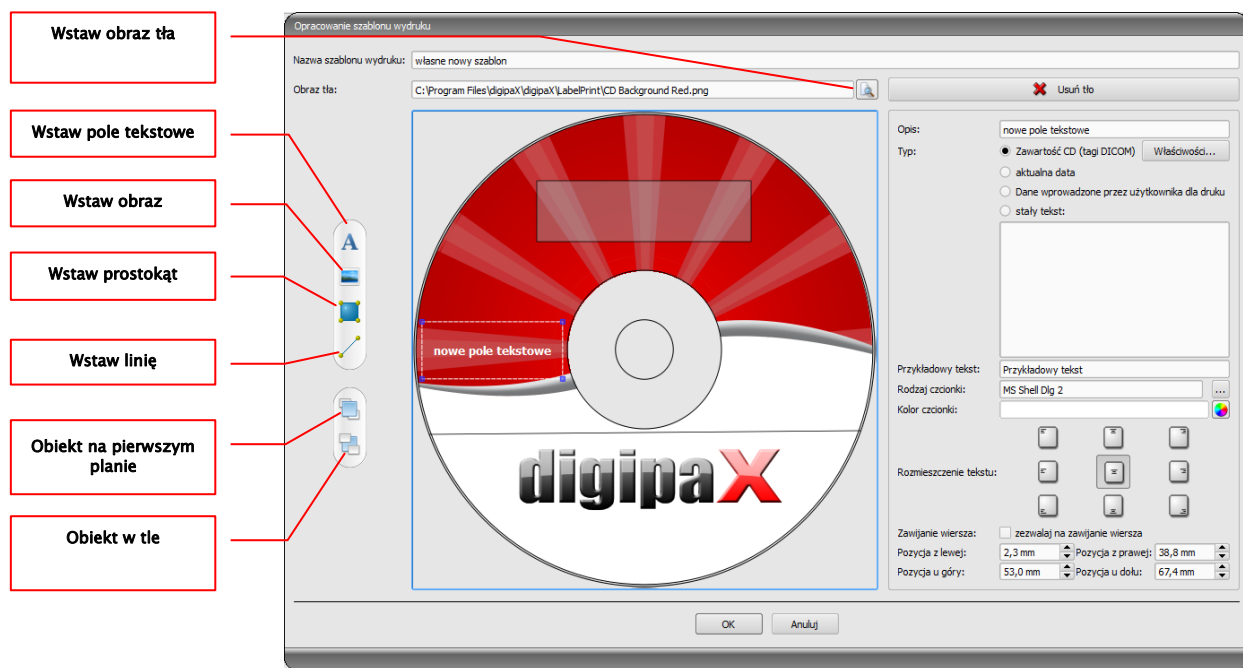 Wstaw obraz tła
Wstaw pole tekstowe
Wstaw obraz
Wstaw prostokąt
Wstaw linię
Obiekt na pierwszym
planie
Obiekt w tle
Opracowanie szablonu wydruku
Nazwa szablonu wydruku: własne nowy szablon
Obraz tła: C:\Program Files\digipaX\digipaX\LabelPrint\CD Background Red.png
Usuń tło
A
nowe pole tekstowe
digipaX
Opis: nowe pole tekstowe
Typ: Zawartość CD (tagi DICOM) Właściwości...
aktualna data
Dane wprowadzone przez użytkownika dla druku
stały tekst:
Przykładowy tekst: Przykładowy tekst
Rodzaj czcionki: MS Shell Dlg 2 ...
Kolor czcionki:
Rozmieszczenie tekstu:
Zawijanie wiersza: zezwalaj na zawijanie wiersza
Pozycja z lewej: 2,3 mm Pozycja z prawej: 38,8 mm
Pozycja u góry: 53,0 mm Pozycja u dołu: 67,4 mm
OK Anuluj